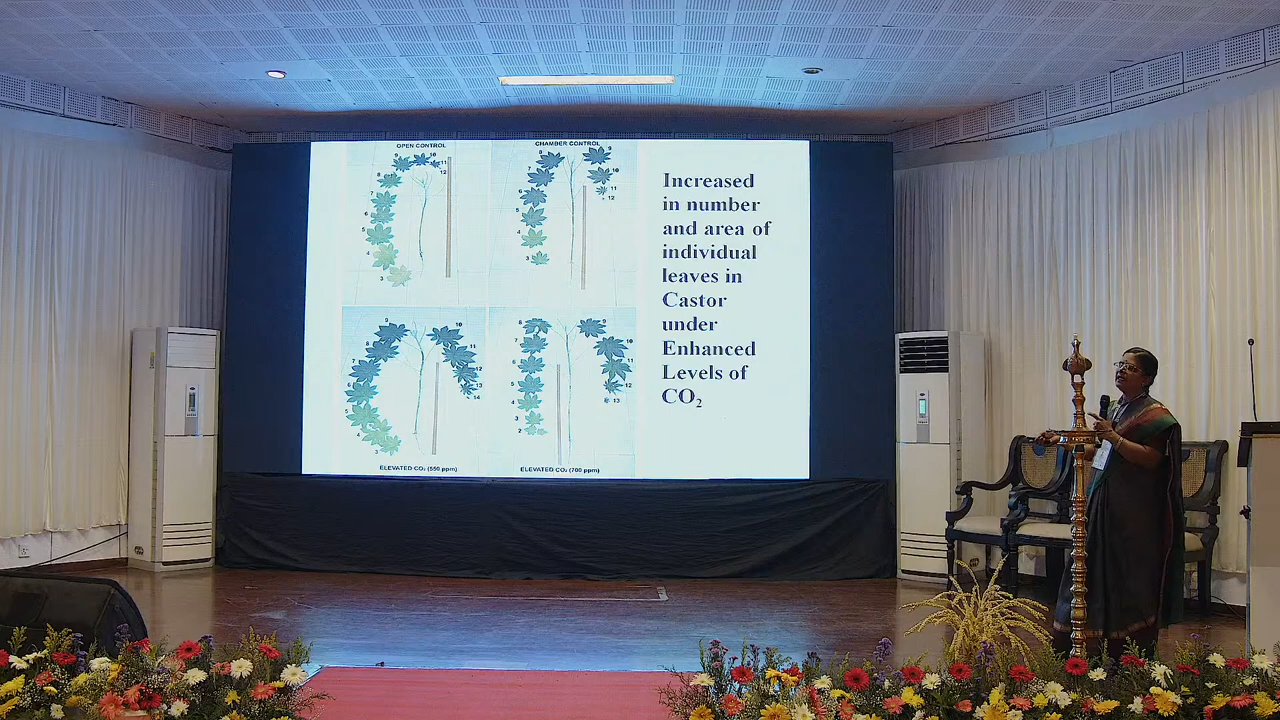 OPEN CONTROL
CHAMBER CONTROL
Increased
in number
and area of
individual
leaves in
Castor
under
Enhanced
Levels of
CO₂
ELEVATED CO₂ (550 ppm)
ELEVATED CO₂ (700 ppm)